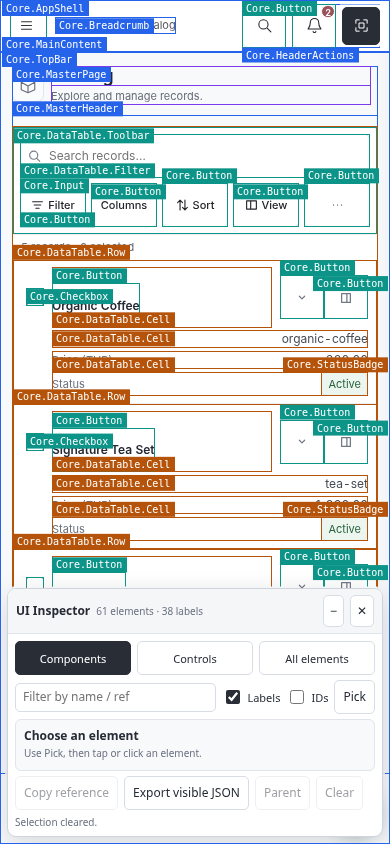 Core.AppShell
Core.Button
Core.Breadcrumb
alog
2
Core.MainContent
Core.HeaderActions
Core.TopBar
Core.MasterPage
Explore and manage records.
Core.MasterHeader
Core.DataTable.Toolbar
Search records...
Core.DataTable.Filter
Core.Button
Core.Button
Core.Input
Core.Button
Core.Button
Filter
Columns
Sort
View
...
Core.Button
Core.DataTable.Row
Core.Button
Core.Button
Core.Button
Core.Checkbox
Organic Coffee
Core.DataTable.Cell
Core.DataTable.Cell
organic-coffee
Core.DataTable.Cell
Core.StatusBadge
Status
Active
Core.DataTable.Row
Core.Button
Core.Button
Core.Button
Core.Checkbox
Signature Tea Set
Core.DataTable.Cell
Core.DataTable.Cell
tea-set
Core.DataTable.Cell
Core.StatusBadge
Status
Active
Core.DataTable.Row
Core.Button
Core.Button
Core.Button
UI Inspector 61 elements · 38 labels
Components
Controls
All elements
Filter by name / ref
Labels
IDs
Pick
Choose an element
Use Pick, then tap or click an element.
Copy reference
Export visible JSON
Parent
Clear
Selection cleared.